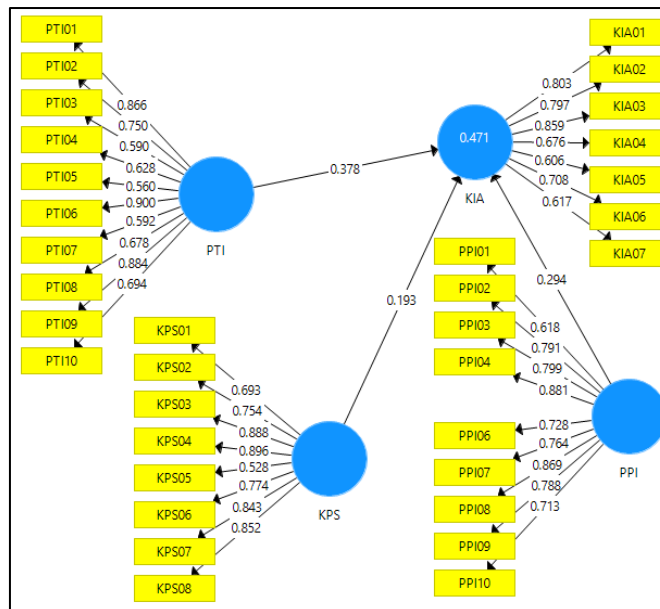 PTI01
PTI02
PTI03
PTI04
PTI05
PTI06
PTI07
PTI08
PTI09
PTI10
0.866
0.750
0.590
0.628
0.560
0.900
0.592
0.678
0.884
0.694
PTI
0.378
0.471
KIA
0.803
0.797
0.859
0.676
0.606
0.708
0.617
KIA01
KIA02
KIA03
KIA04
KIA05
KIA06
KIA07
0.193
0.294
KPS01
KPS02
KPS03
KPS04
KPS05
KPS06
KPS07
KPS08
0.693
0.754
0.888
0.896
0.528
0.774
0.843
0.852
KPS
PPI01
PPI02
PPI03
PPI04
PPI06
PPI07
PPI08
PPI09
PPI10
0.618
0.791
0.799
0.881
0.728
0.764
0.869
0.788
0.713
PPI